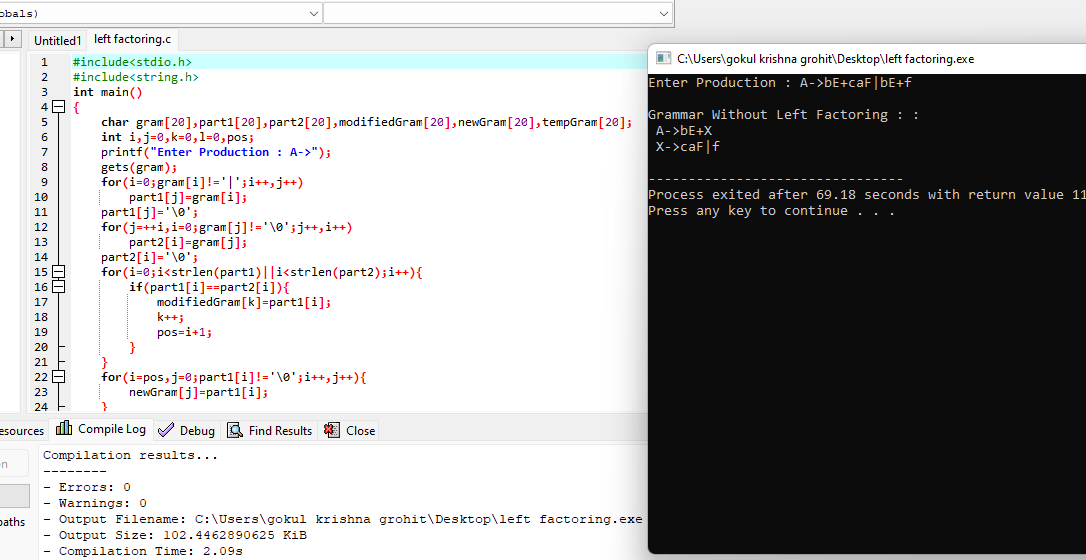 obals)
Untitled1 left factoring.c
1 #include<stdio.h>
2 #include<string.h>
3 int main()
4 {
5 char gram[20],part1[20],part2[20],modifiedGram[20],newGram[20],tempGram[20];
6 int i,j=0,k=0,l=0,pos;
7 printf("Enter Production : A->");
8 gets(gram);
9 for(i=0;gram[i]!='|';i++,j++)
10 part1[j]=gram[i];
11 part1[j]='\0';
12 for(j=++i,i=0;gram[j]!='\0';j++,i++)
13 part2[i]=gram[j];
14 part2[i]='\0';
15 for(i=0;i<strlen(part1)||i<strlen(part2);i++){
16 if(part1[i]==part2[i]){
17 modifiedGram[k]=part1[i];
18 k++;
19 pos=i+1;
20 }
21 }
22 for(i=pos,j=0;part1[i]!='\0';i++,j++){
23 newGram[j]=part1[i];
24 }
esources Compile Log Debug Find Results Close
n
paths
Compilation results...
--------
- Errors: 0
- Warnings: 0
- Output Filename: C:\Users\gokul krishna grohit\Desktop\left factoring.exe
- Output Size: 102.4462890625 KiB
- Compilation Time: 2.09s
C:\Users\gokul krishna grohit\Desktop\left factoring.exe
Enter Production : A->bE+caF|bE+f
Grammar Without Left Factoring : :
A->bE+X
X->caF|f
--------------------------------
Process exited after 69.18 seconds with return value 11
Press any key to continue . . .